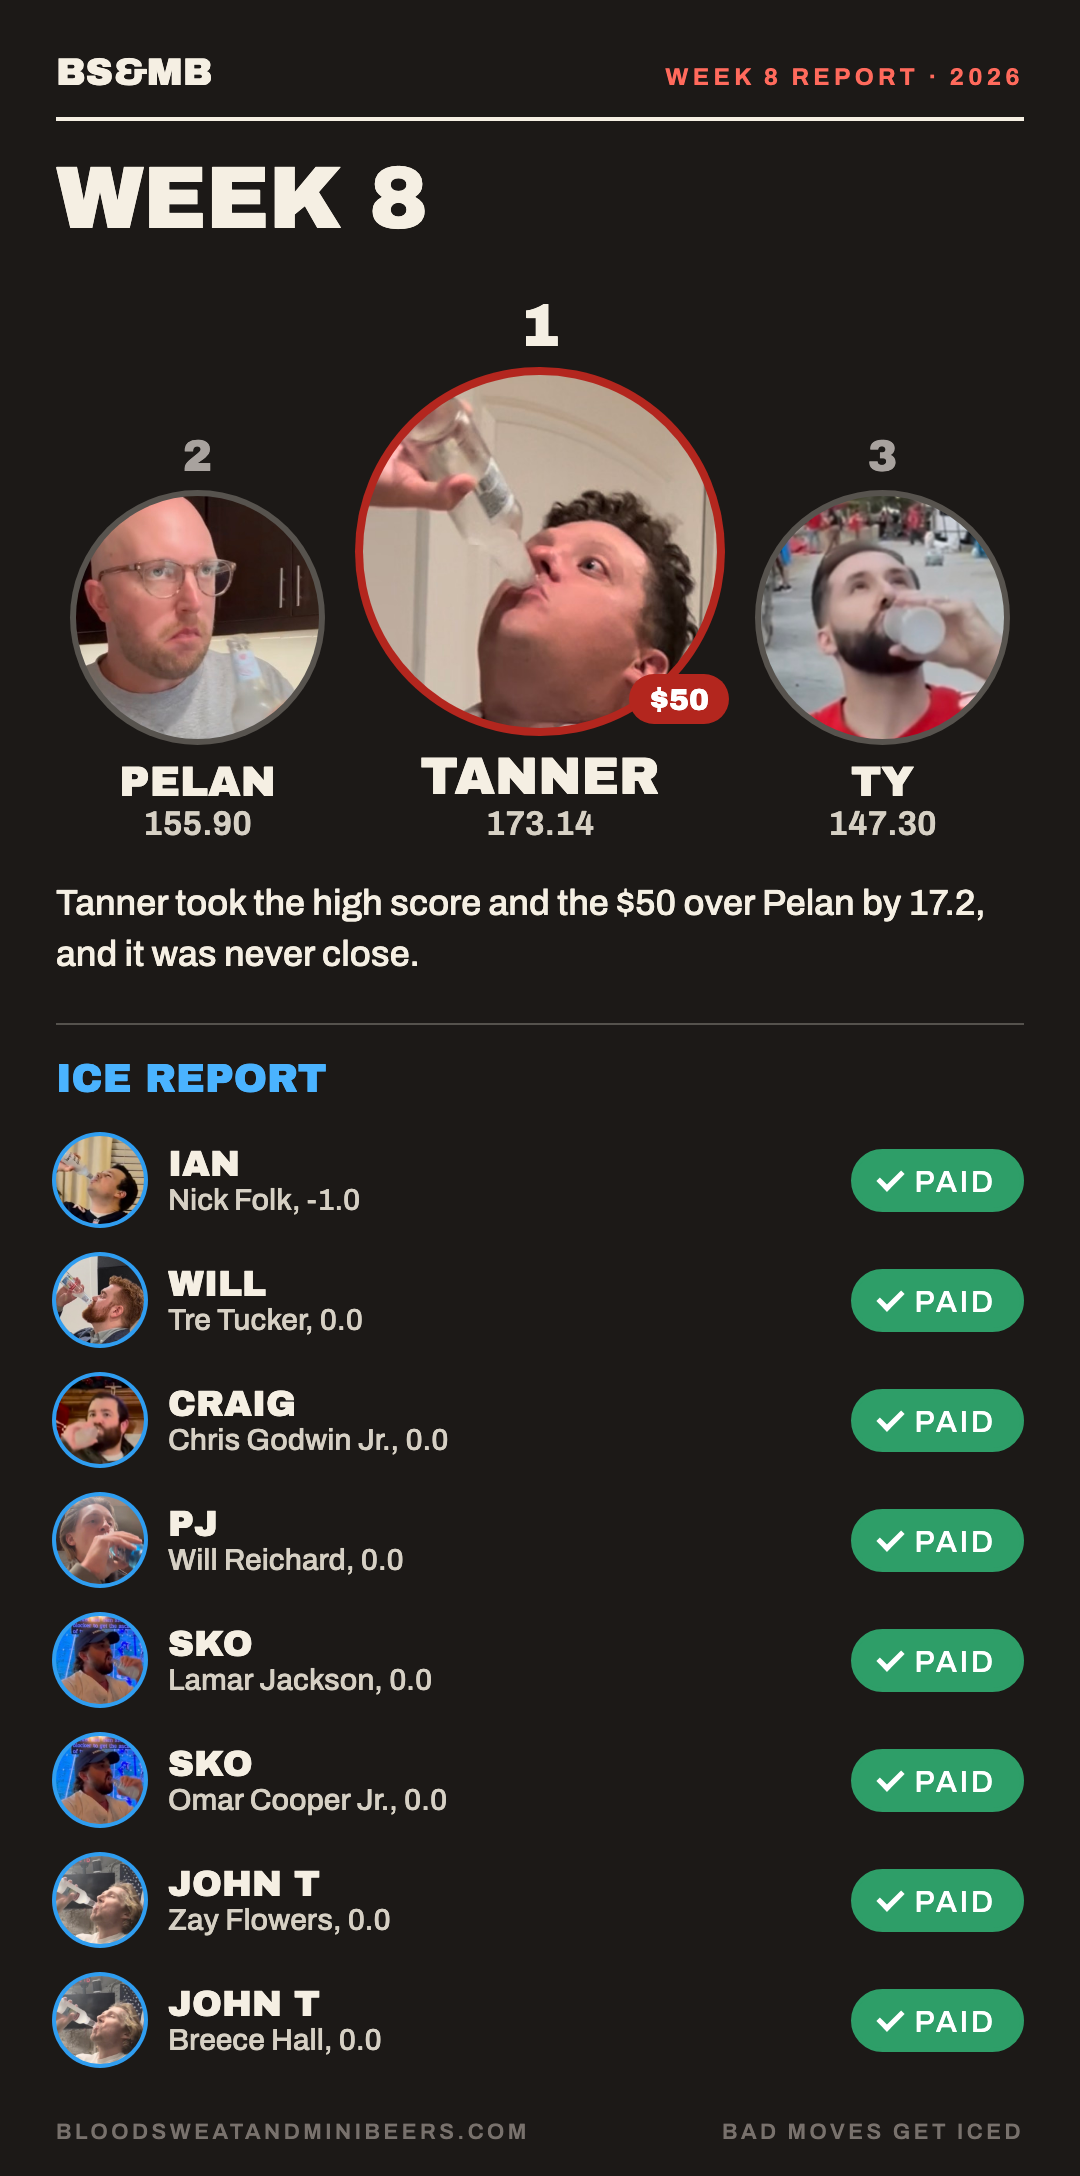 BS&MB
WEEK 8 REPORT · 2026
WEEK 8
1
2
3
$50
PELAN
155.90
TANNER
173.14
TY
147.30
Tanner took the high score and the $50 over Pelan by 17.2,
and it was never close.
ICE REPORT
IAN
Nick Folk, -1.0
PAID
WILL
Tre Tucker, 0.0
PAID
CRAIG
Chris Godwin Jr., 0.0
PAID
PJ
Will Reichard, 0.0
PAID
SKO
Lamar Jackson, 0.0
PAID
SKO
Omar Cooper Jr., 0.0
PAID
JOHN T
Zay Flowers, 0.0
PAID
JOHN T
Breece Hall, 0.0
PAID
BLOODSWEATANDMINIBEERS.COM
BAD MOVES GET ICED